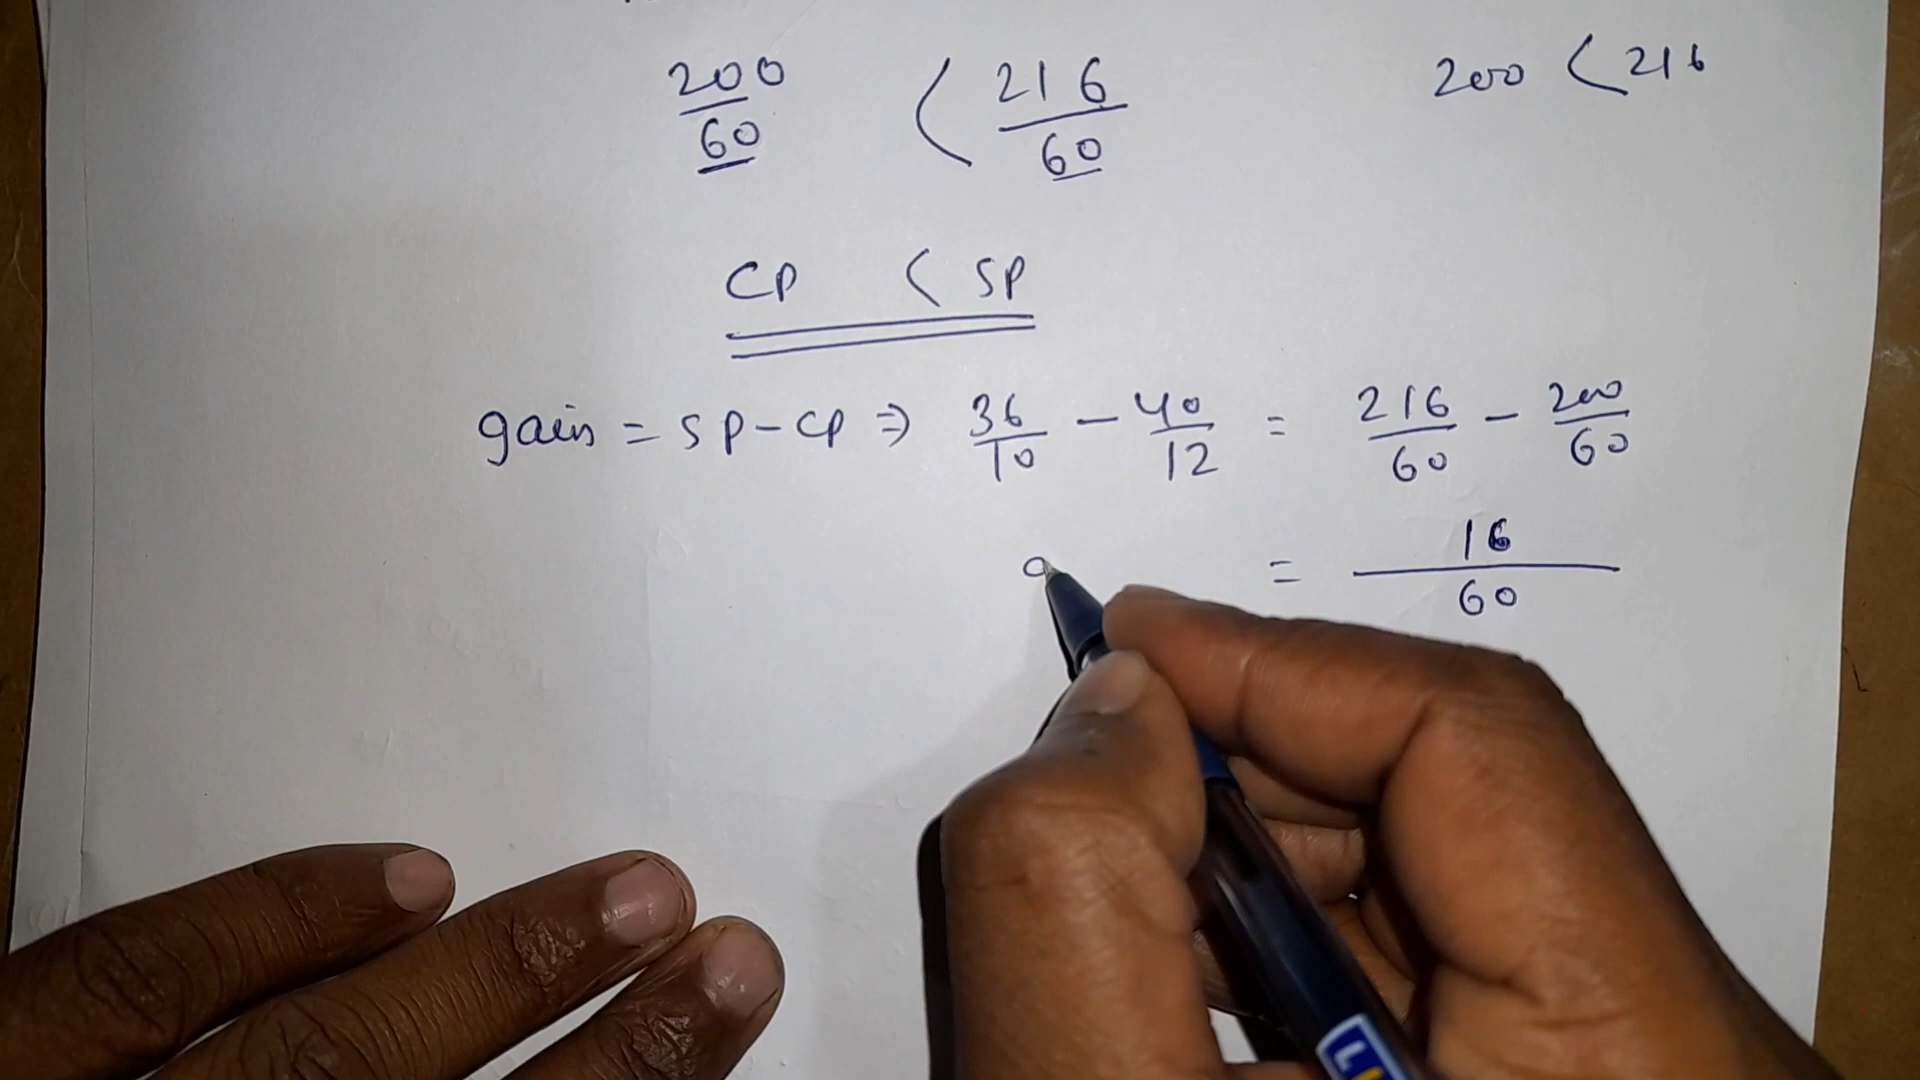 200/60 < 216/60 200 < 216
CP < SP
gain = SP - CP ⇒ 36/10 - 40/12 = 216/60 - 200/60
= 16/60